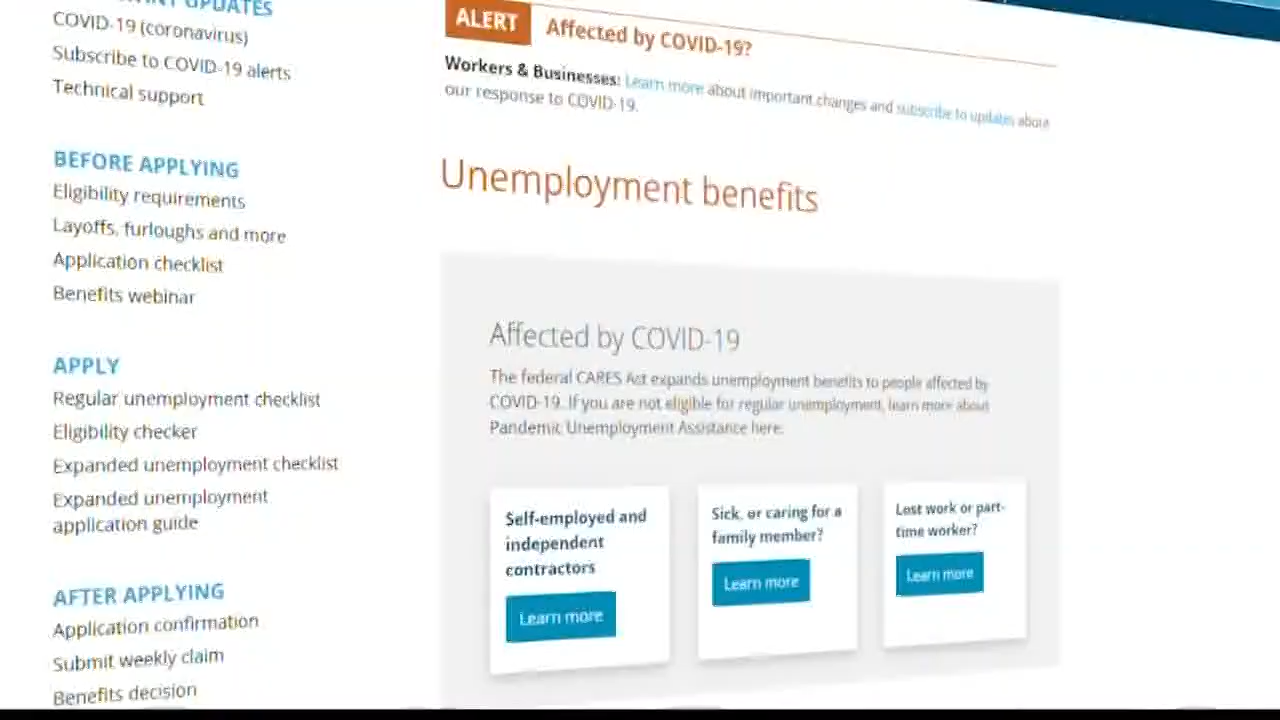 UPDATES
COVID-19 (coronavirus)
Subscribe to COVID-19 alerts
Technical support
BEFORE APPLYING
Eligibility requirements
Layoffs, furloughs and more
Application checklist
Benefits webinar
APPLY
Regular unemployment checklist
Eligibility checker
Expanded unemployment checklist
Expanded unemployment
application guide
AFTER APPLYING
Application confirmation
Submit weekly claim
Benefits decision
ALERT Affected by COVID-19?
Workers & Businesses: Learn more about important changes and subscribe to updates about
our response to COVID-19.
Unemployment benefits
Affected by COVID-19
The federal CARES Act expands unemployment benefits to people affected by
COVID-19. If you are not eligible for regular unemployment, learn more about
Pandemic Unemployment Assistance here.
Self-employed and
independent
contractors
Learn more
Sick, or caring for a
family member?
Learn more
Lost work or part-
time worker?
Learn more